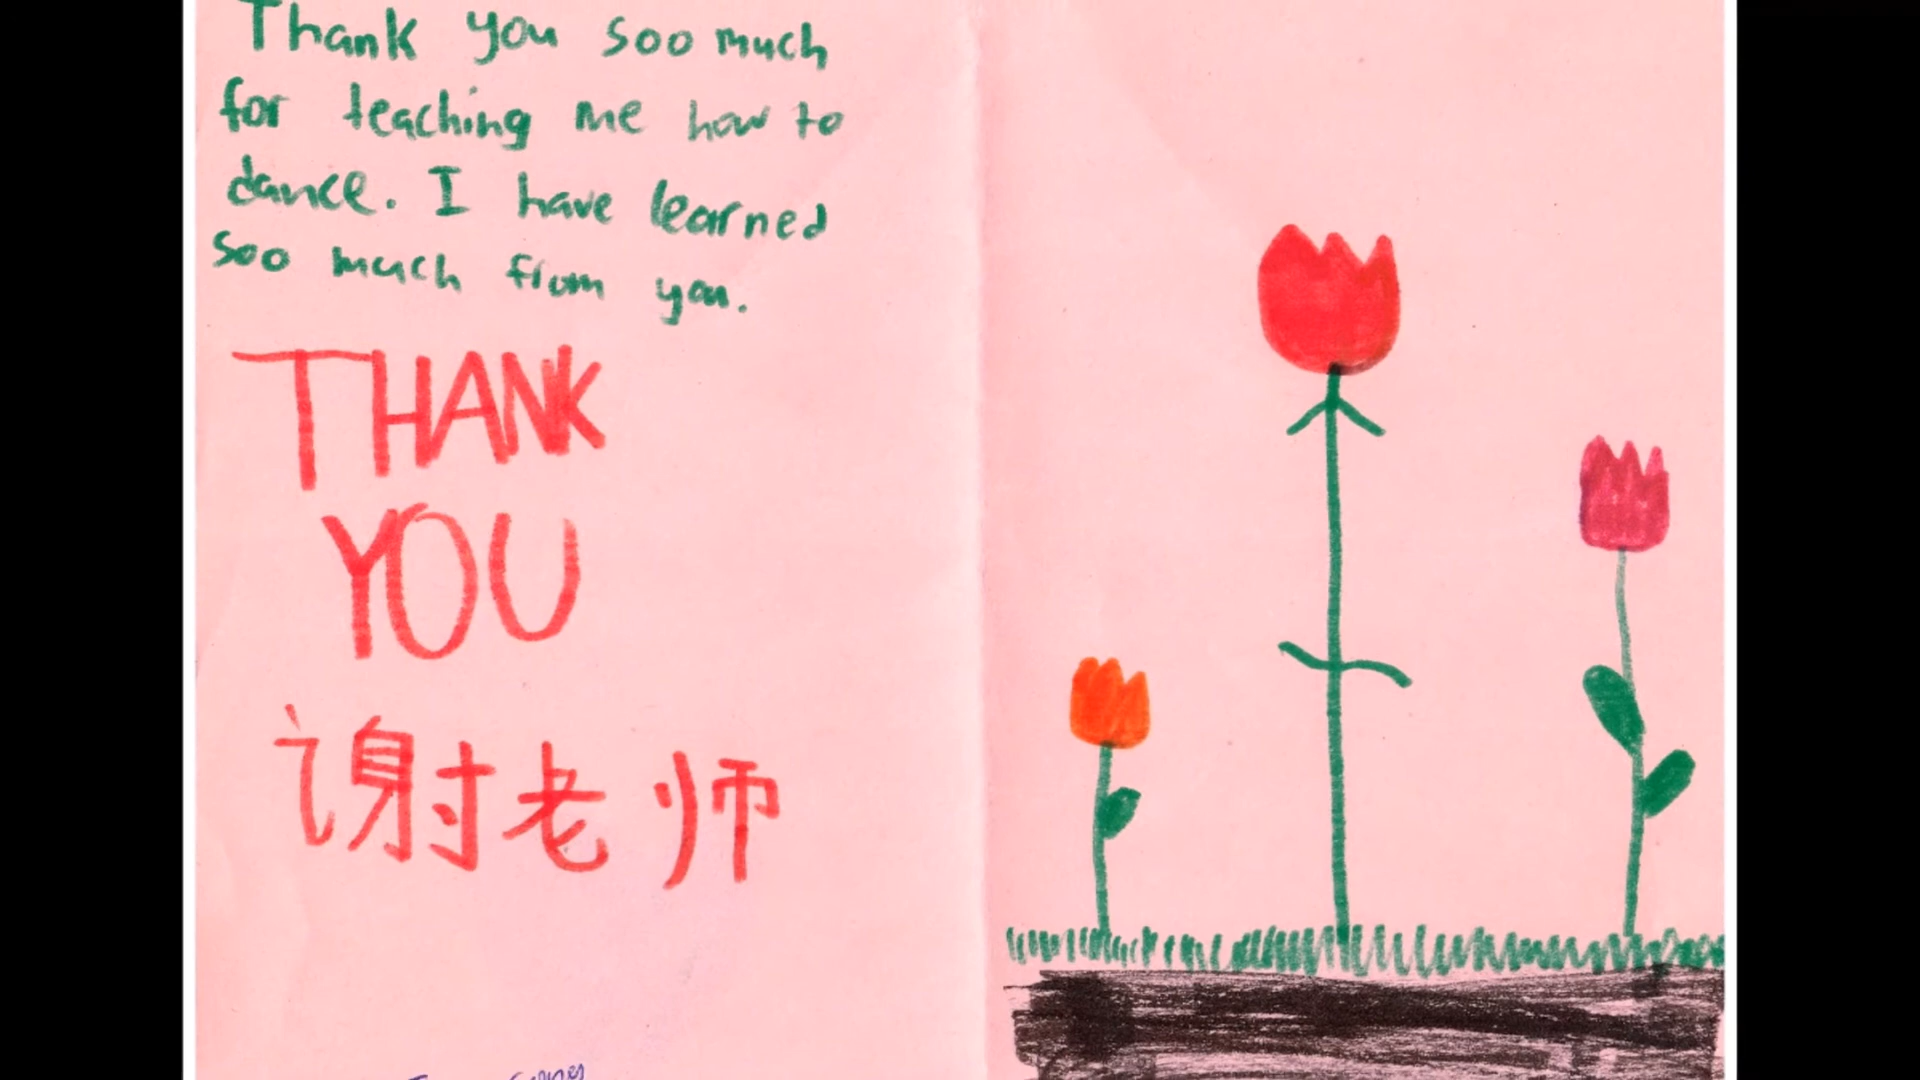 Thank you soo much
for teaching me how to
dance. I have learned
soo much from you.
THANK
YOU
谢老师